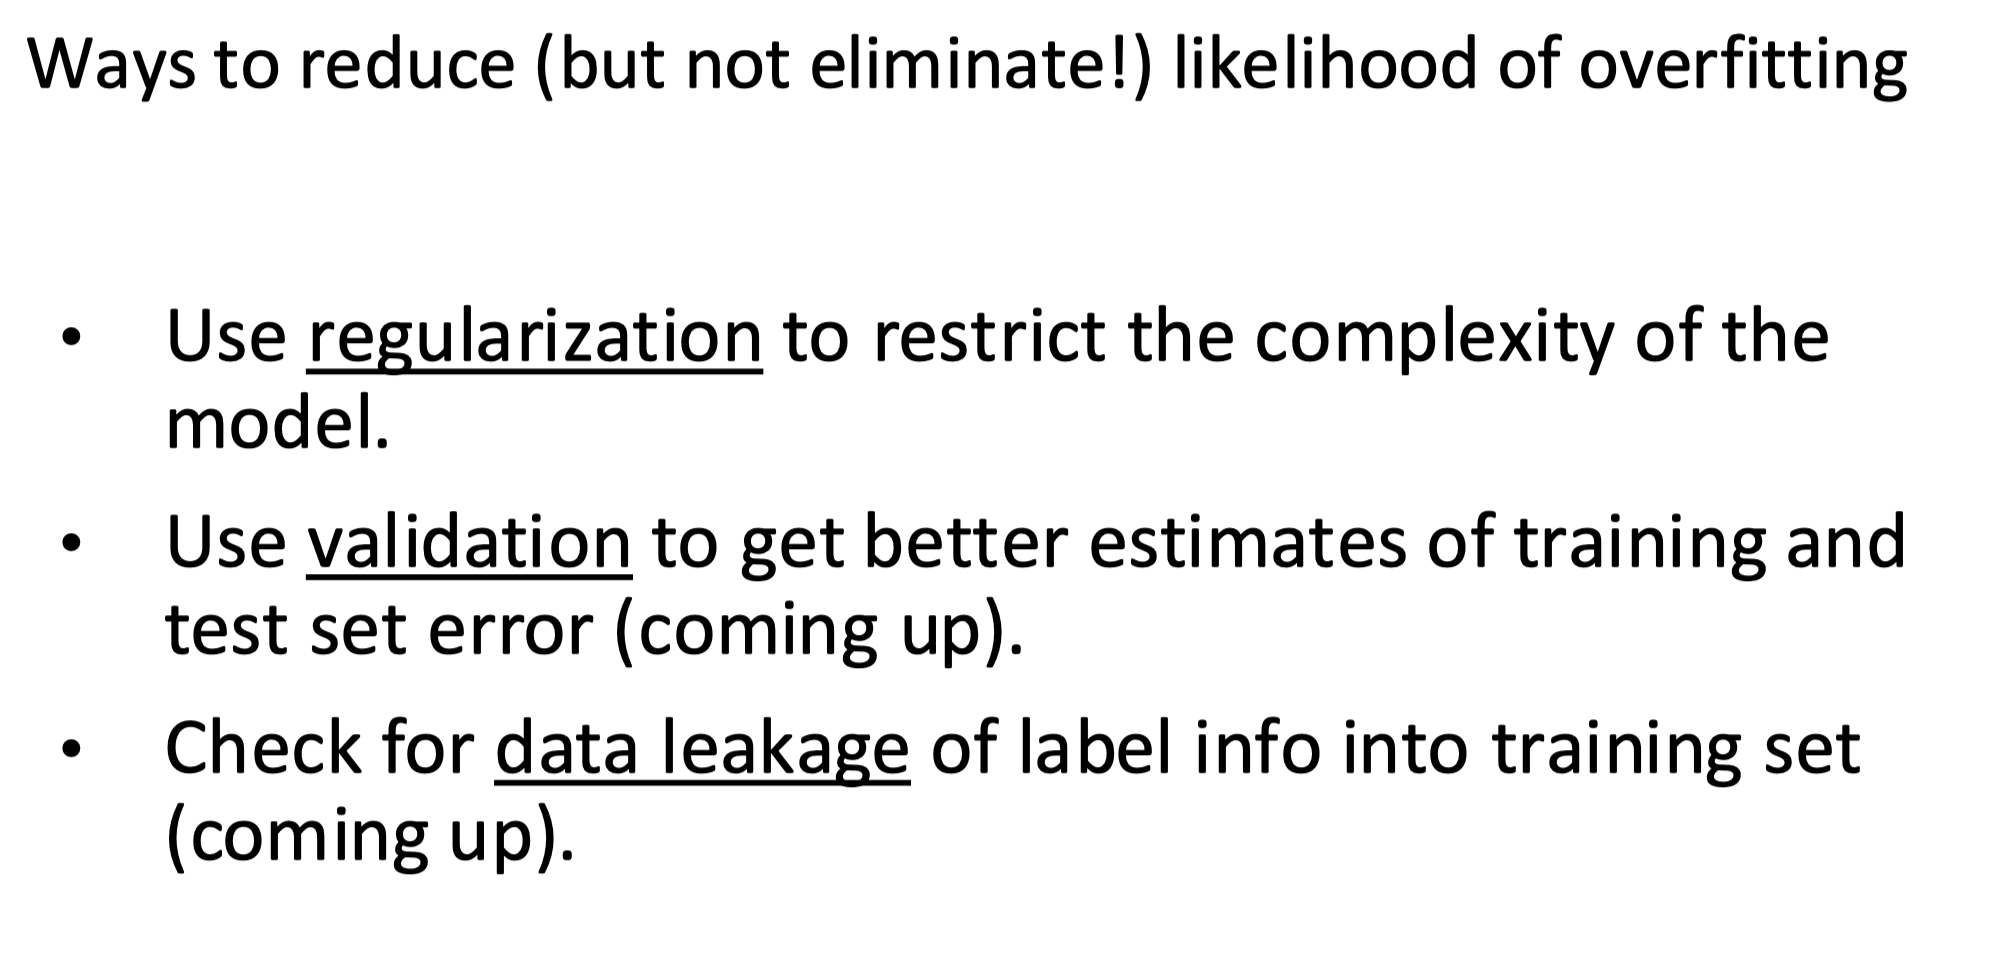 Ways to reduce (but not eliminate!) likelihood of overfitting
• Use regularization to restrict the complexity of the
model.
• Use validation to get better estimates of training and
test set error (coming up).
• Check for data leakage of label info into training set
(coming up).